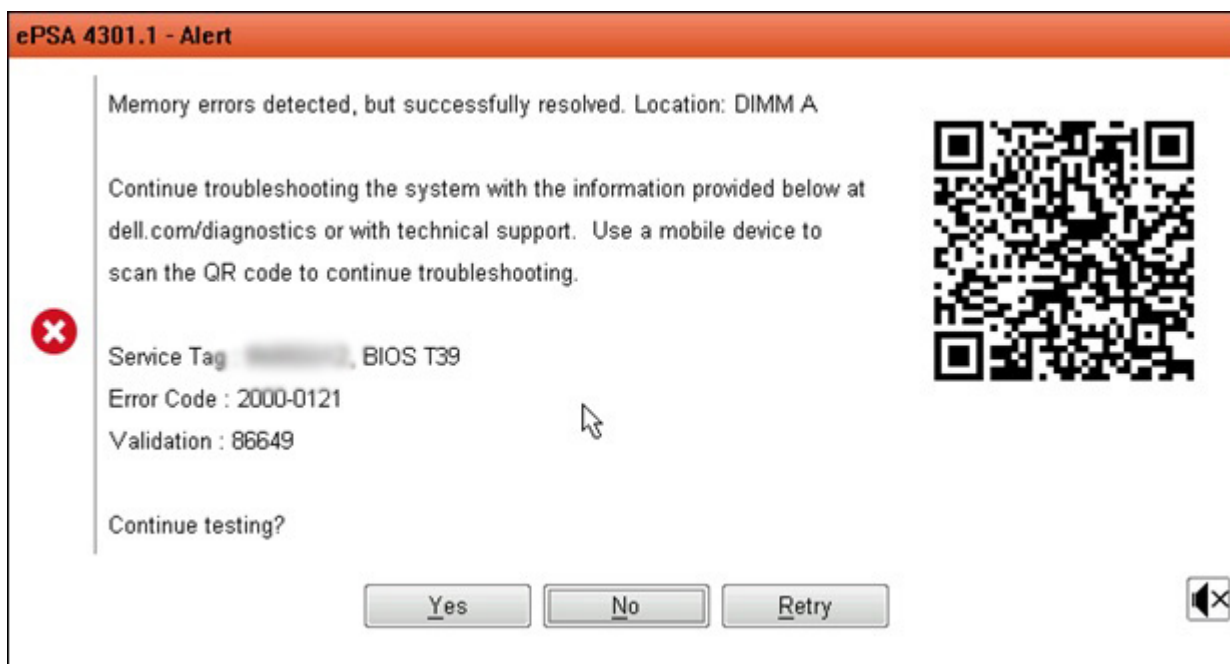 ePSA 4301.1 - Alert
Memory errors detected, but successfully resolved. Location: DIMM A
Continue troubleshooting the system with the information provided below at
dell.com/diagnostics or with technical support. Use a mobile device to
scan the QR code to continue troubleshooting.
Service Tag : , BIOS T39
Error Code : 2000-0121
Validation : 86649
Continue testing?
Yes No Retry